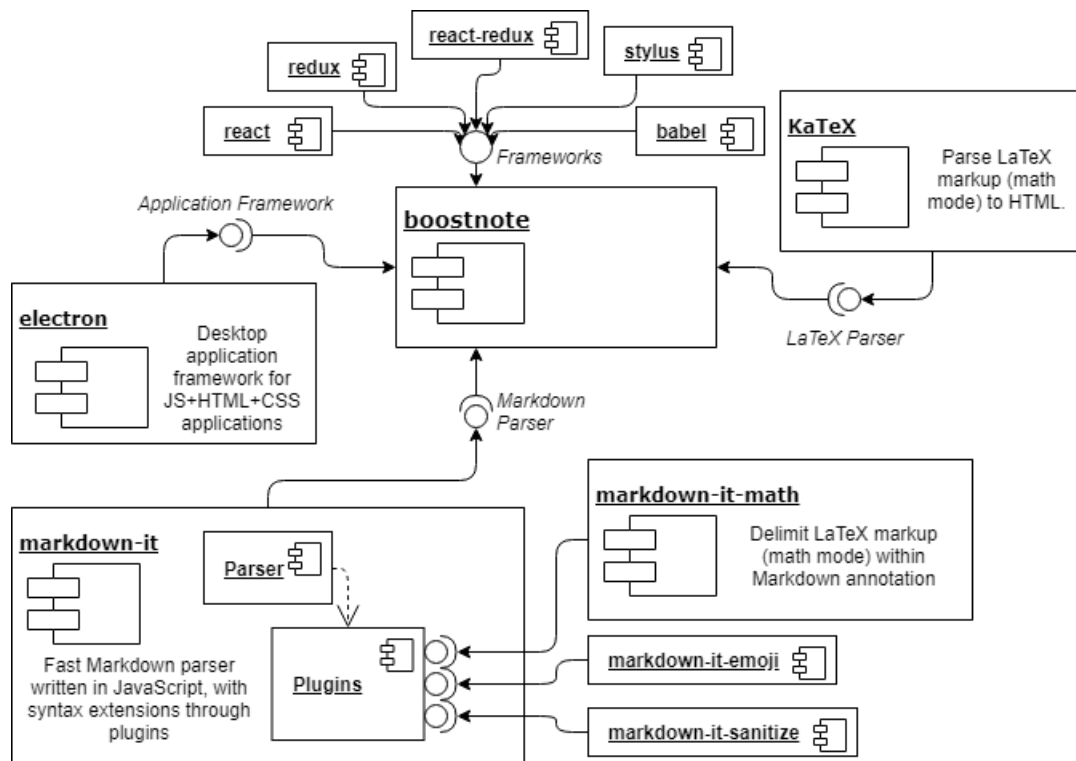 react-redux
redux
stylus
react
babel
Frameworks
KaTeX
Parse LaTeX
markup (math
mode) to HTML.
Application Framework
boostnote
electron
Desktop
application
framework for
JS+HTML+CSS
applications
LaTeX Parser
Markdown
Parser
markdown-it
Parser
Fast Markdown parser
written in JavaScript, with
syntax extensions through
plugins
Plugins
markdown-it-math
Delimit LaTeX markup
(math mode) within
Markdown annotation
markdown-it-emoji
markdown-it-sanitize